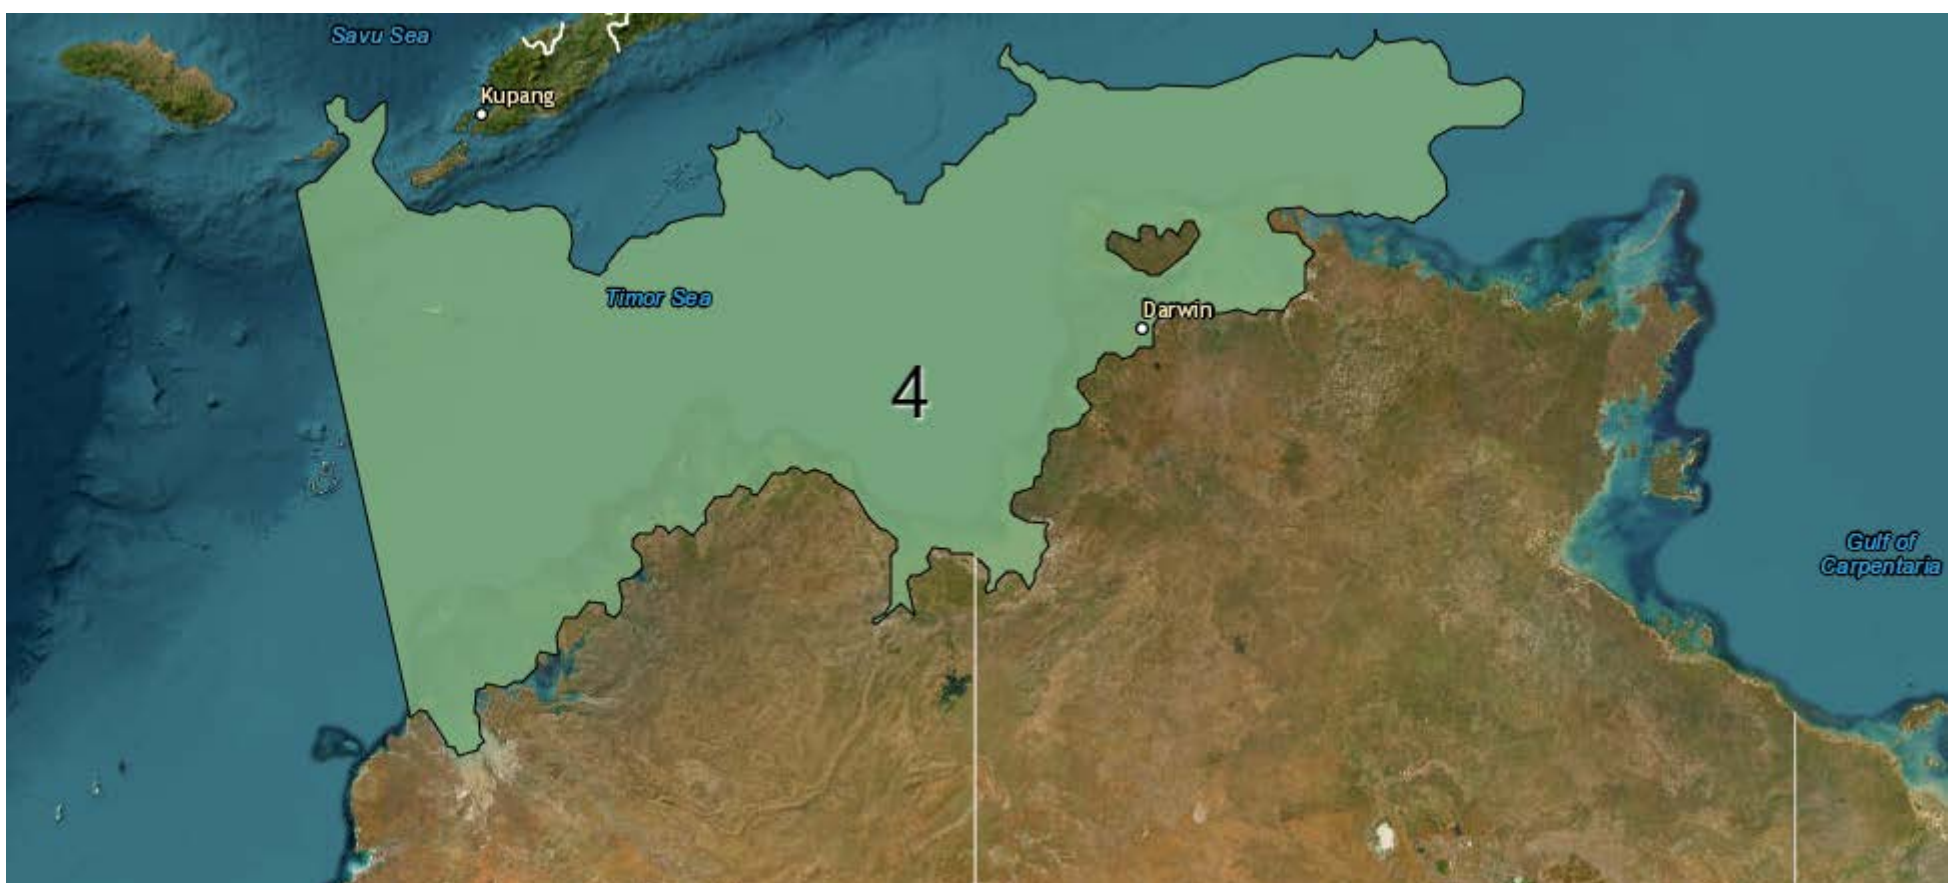 Savu Sea
Kupang
Timor Sea
Darwin
4
Gulf of
Carpentaria